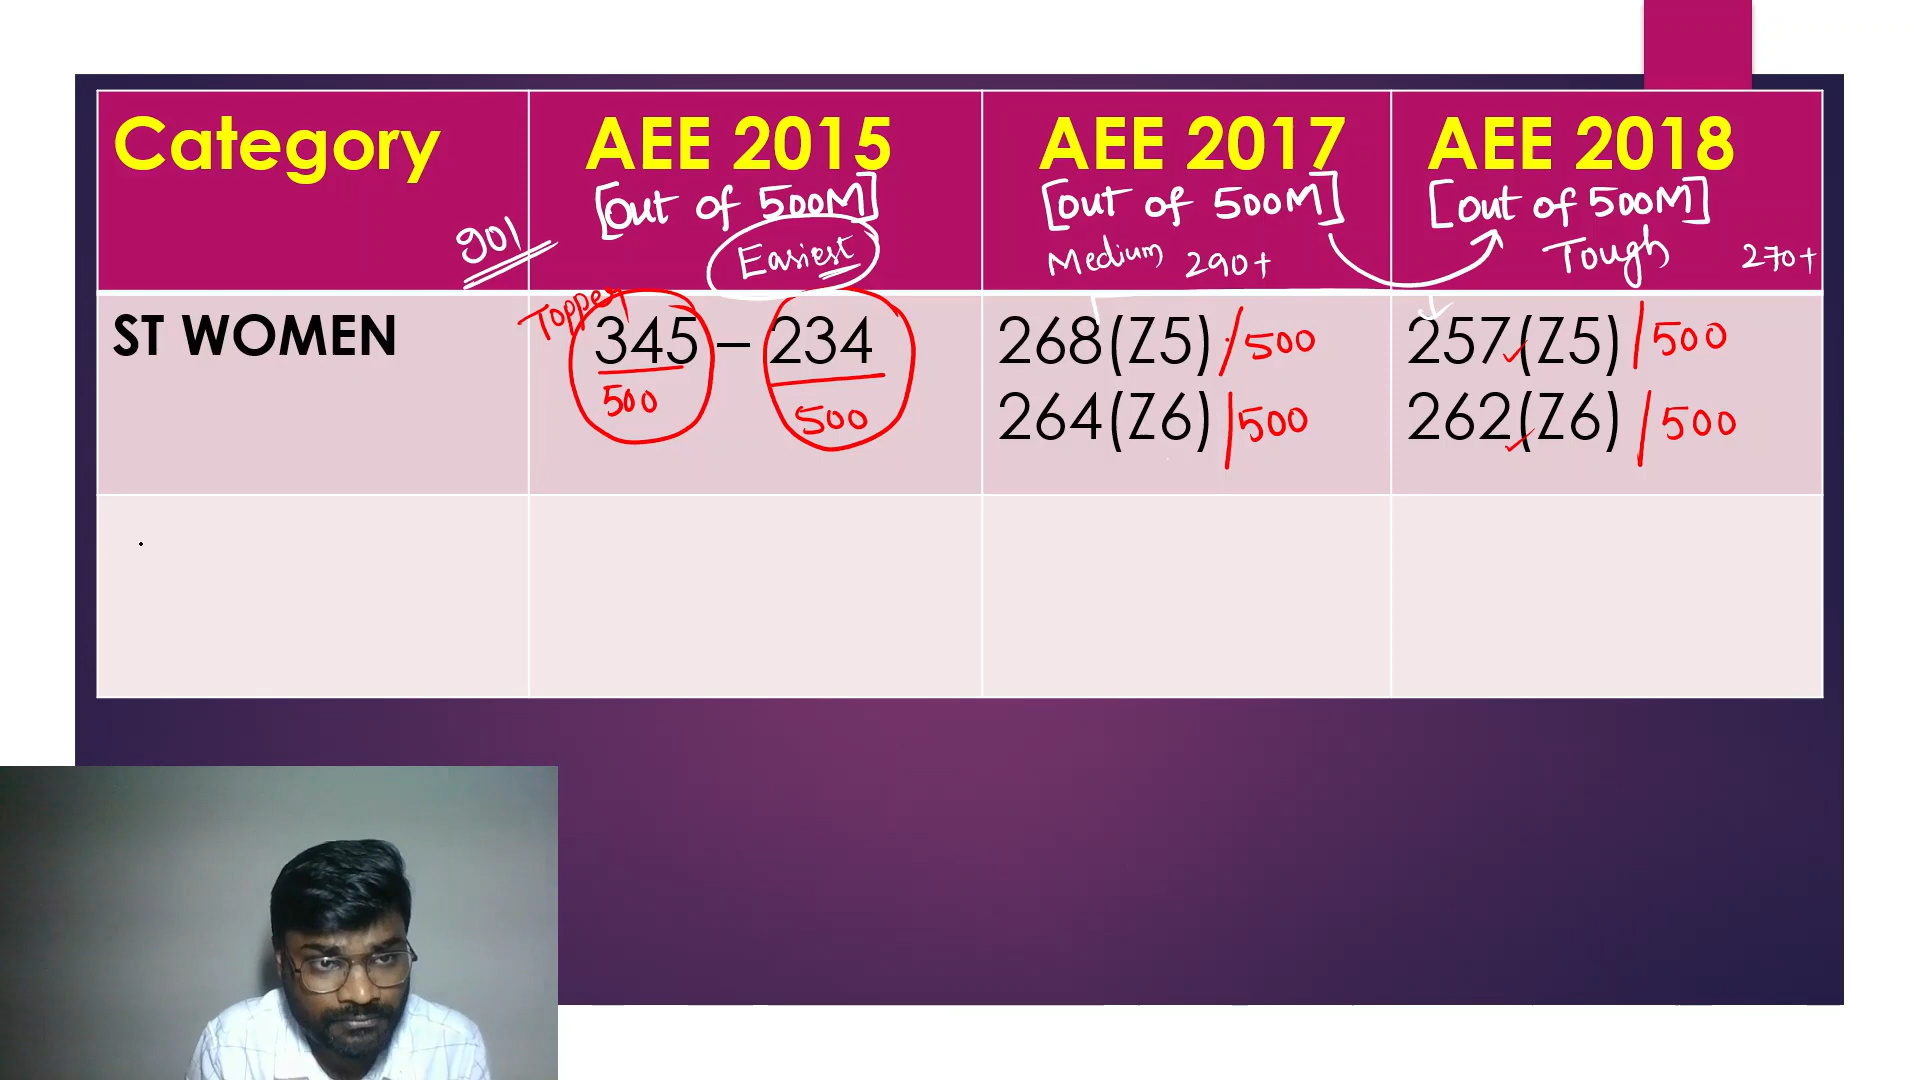 Category
AEE 2015
AEE 2017
AEE 2018
[out of 500M]
[out of 500M]
[out of 500M]
Easiest
Medium 290+
Tough 270+
Topper
ST WOMEN
345 – 234
268(Z5) /500
257(Z5) /500
500
500
264(Z6) /500
262(Z6) /500